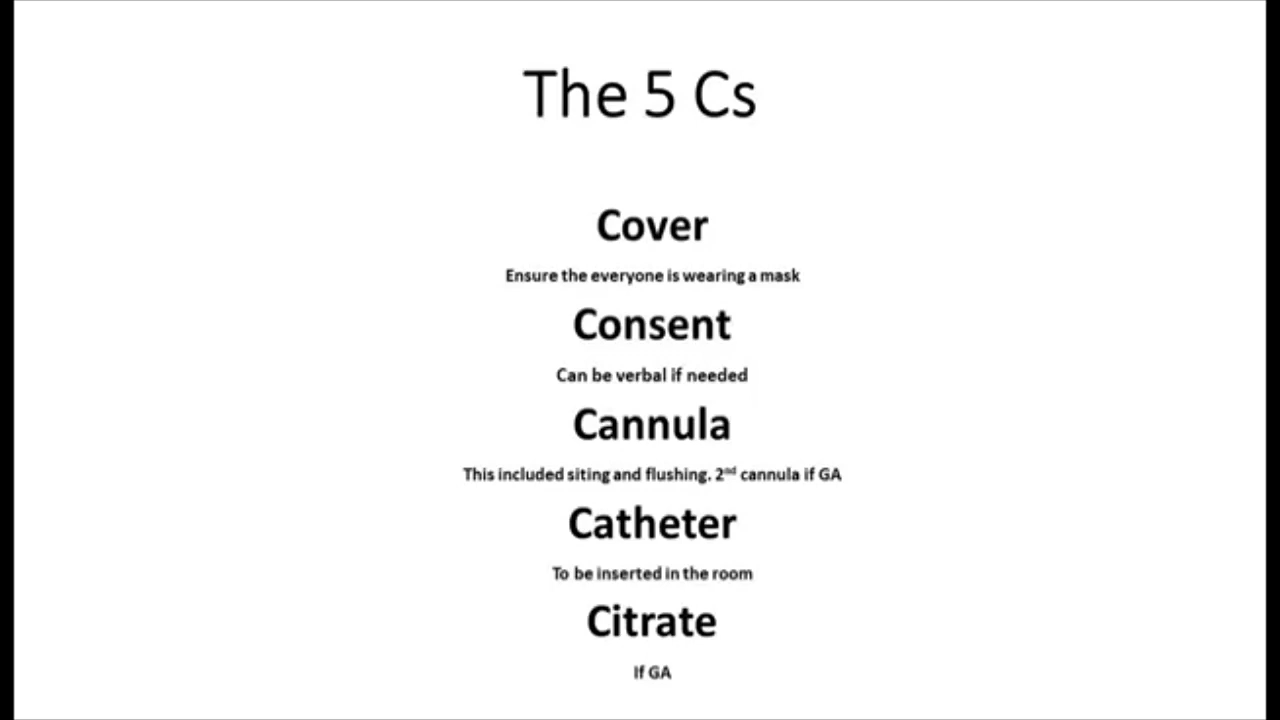 The 5 Cs
Cover
Ensure the everyone is wearing a mask
Consent
Can be verbal if needed
Cannula
This included siting and flushing. 2nd cannula if GA
Catheter
To be inserted in the room
Citrate
If GA